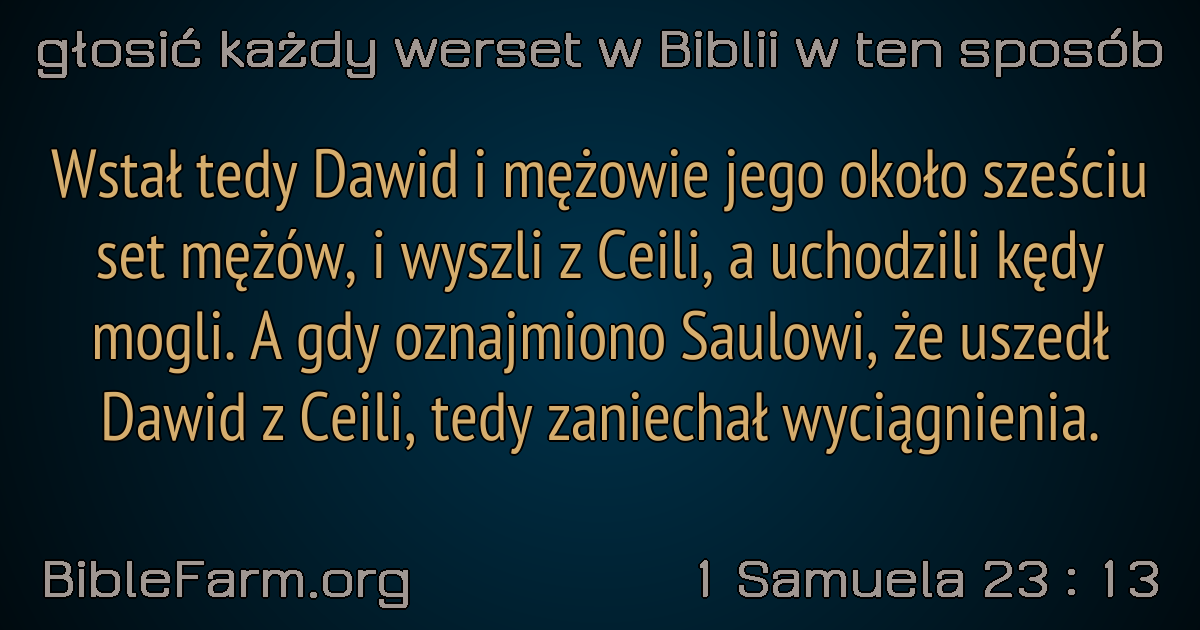 głosić każdy werset w Biblii w ten sposób
Wstał tedy Dawid i mężowie jego około sześciu
set mężów, i wyszli z Ceili, a uchodzili kędy
mogli. A gdy oznajmiono Saulowi, że uszedł
Dawid z Ceili, tedy zaniechał wyciągnienia.
BibleFarm.org
1 Samuela 23 : 13